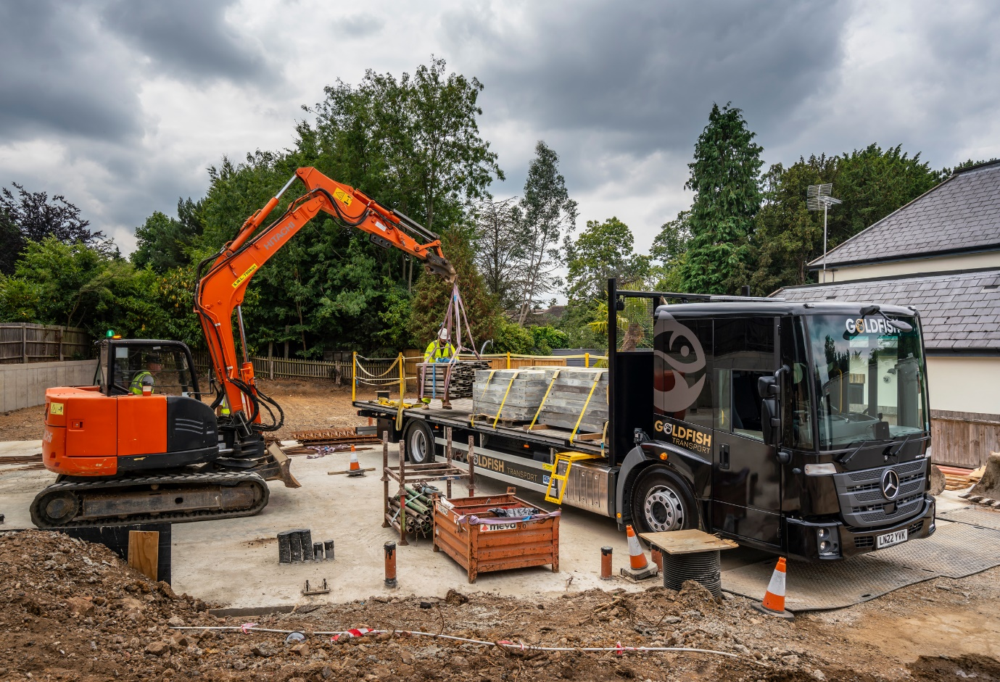 HITACHI
GOLDFISH
GOLDFISH
TRANSPORT
GOLDFISH TRANSPORT
meva
LN22 YVK